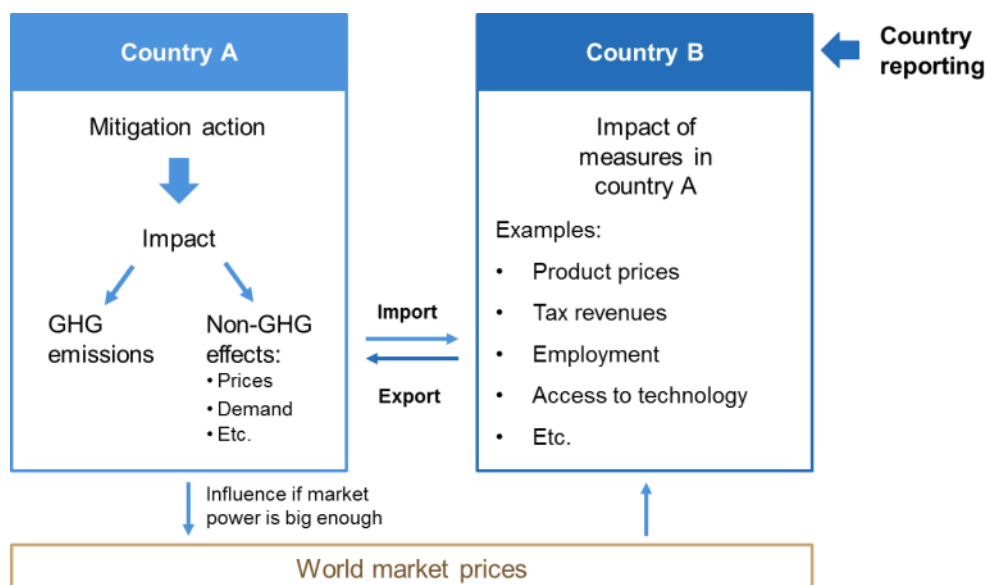 Country A
Mitigation action
Impact
GHG
emissions
Non-GHG
effects:
• Prices
• Demand
• Etc.
Import
Export
Country B
Impact of
measures in
country A
Examples:
• Product prices
• Tax revenues
• Employment
• Access to technology
• Etc.
Country
reporting
Influence if market
power is big enough
World market prices